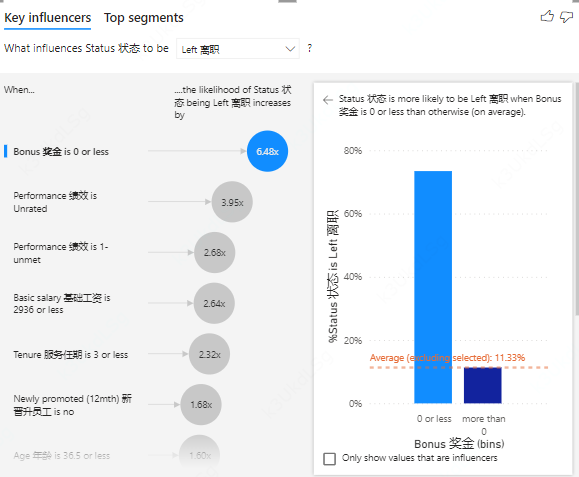 Key influencers Top segments
What influences Status 状态 to be Left 离职 ?
When...
....the likelihood of Status 状
态 being Left 离职 increases
by
Bonus 奖金 is 0 or less
6.48x
Performance 绩效 is
Unrated
3.95x
Performance 绩效 is 1-
unmet
2.68x
Basic salary 基础工资 is
2936 or less
2.64x
Tenure 服务任期 is 3 or less
2.32x
Newly promoted (12mth) 新
晋升员工 is no
1.68x
Age 年龄 is 36.5 or less
1.60x
Status 状态 is more likely to be Left 离职 when Bonus
奖金 is 0 or less than otherwise (on average).
80%
60%
40%
20%
0%
%Status 状态 is Left 离职
Average (excluding selected): 11.33%
0 or less
more than
0
Bonus 奖金 (bins)
Only show values that are influencers